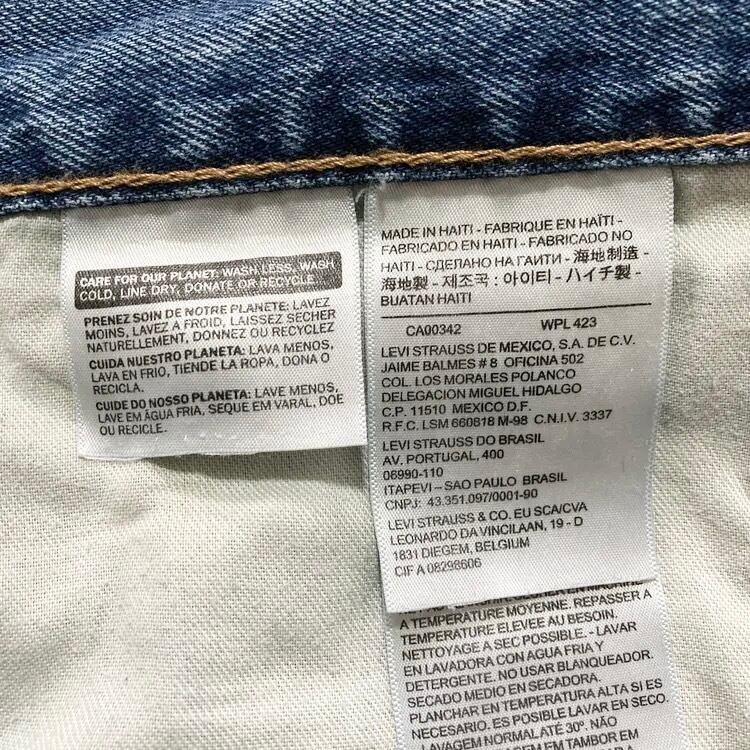 CARE FOR OUR PLANET: WASH LESS, WASH
COLD, LINE DRY, DONATE OR RECYCLE
PRENEZ SOIN DE NOTRE PLANETE: LAVEZ
MOINS, LAVEZ A FROID, LAISSEZ SECHER
NATURELLEMENT, DONNEZ OU RECYCLEZ
CUIDA NUESTRO PLANETA: LAVA MENOS,
LAVA EN FRIO, TIENDE LA ROPA, DONA O
RECICLA.
CUIDE DO NOSSO PLANETA: LAVE MENOS,
LAVE EM ÁGUA FRIA, SEQUE EM VARAL, DOE
OU RECICLE.
MADE IN HAITI - FABRIQUE EN HAÏTI -
FABRICADO EN HAITI - FABRICADO NO
HAITI - СДЕЛАНО НА ГАИТИ - 海地制造 -
海地製 - 제조국 : 아이티 - ハイチ製 -
BUATAN HAITI
CA00342 WPL 423
LEVI STRAUSS DE MEXICO, S.A. DE C.V.
JAIME BALMES # 8 OFICINA 502
COL. LOS MORALES POLANCO
DELEGACION MIGUEL HIDALGO
C.P. 11510 MEXICO D.F.
R.F.C. LSM 660818 M-98 C.N.I.V. 3337
LEVI STRAUSS DO BRASIL
AV. PORTUGAL, 400
06990-110
ITAPEVI – SAO PAULO BRASIL
CNPJ: 43.351.097/0001-90
LEVI STRAUSS & CO. EU SCA/CVA
LEONARDO DA VINCILAAN, 19 - D
1831 DIEGEM, BELGIUM
CIF A 08298606
A TEMPERATURE MOYENNE. REPASSER A
TEMPERATURE ELEVEE AU BESOIN.
NETTOYAGE A SEC POSSIBLE. - LAVAR
EN LAVADORA CON AGUA FRIA Y
DETERGENTE. NO USAR BLANQUEADOR.
SECADO MEDIO EN SECADORA.
PLANCHAR EN TEMPERATURA ALTA SI ES
NECESARIO. ES POSIBLE LAVAR EN SECO.
LAVAGEM NORMAL ATÉ 30°. NÃO
EM TAMBOR EM